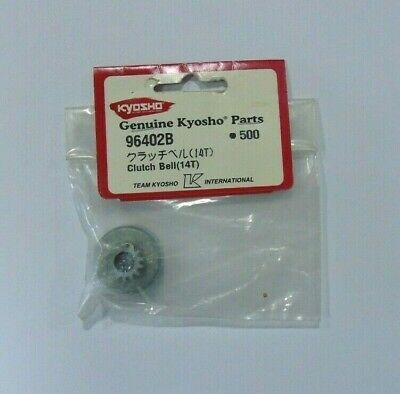 KYOSHO
Genuine Kyosho® Parts
96402B ●500
クラッチベル(14T)
Clutch Bell(14T)
TEAM KYOSHO K INTERNATIONAL